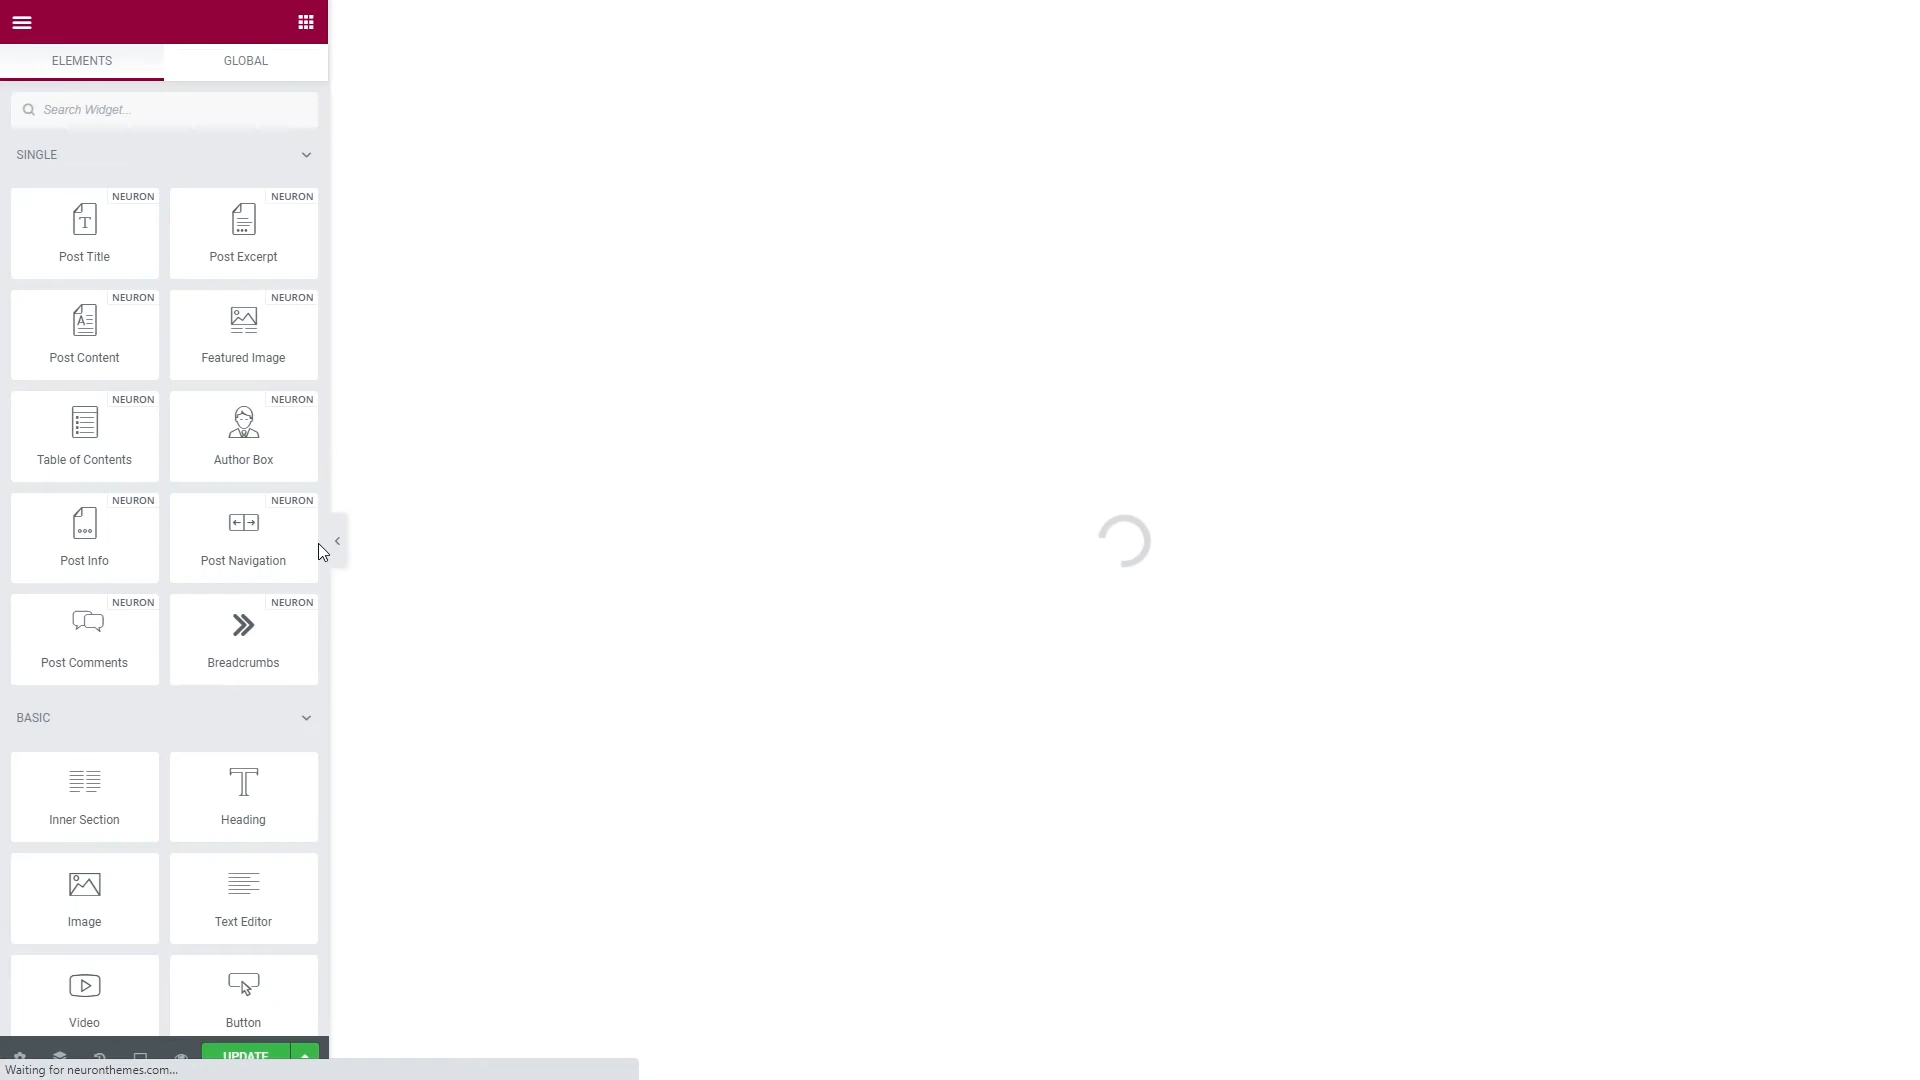 ELEMENTS
GLOBAL
Search Widget...
SINGLE
NEURON
Post Title
NEURON
Post Excerpt
NEURON
Post Content
NEURON
Featured Image
NEURON
Table of Contents
NEURON
Author Box
NEURON
Post Info
NEURON
Post Navigation
NEURON
Post Comments
NEURON
Breadcrumbs
BASIC
Inner Section
Heading
Image
Text Editor
Video
Button
UPDATE
Waiting for neuronthemes.com...